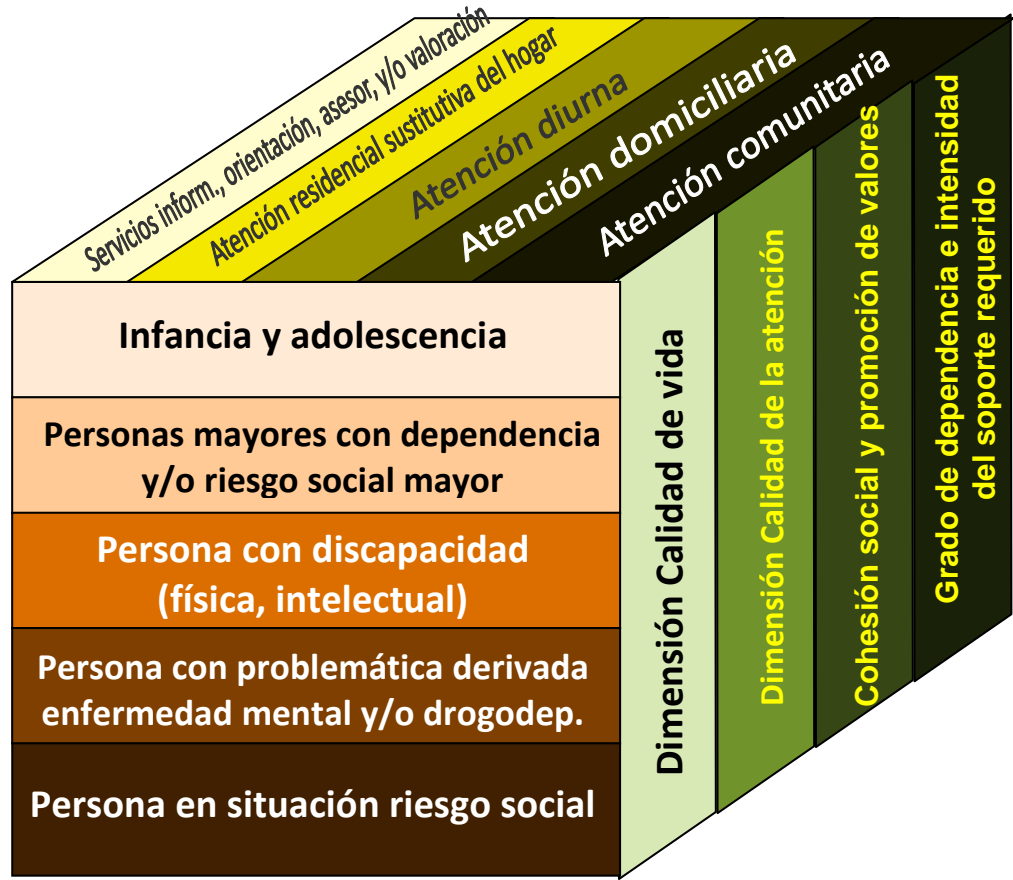 Servicios inform., orientación, asesor, y/o valoración
Atención residencial sustitutiva del hogar
Atención diurna
Atención domiciliaria
Atención comunitaria
Infancia y adolescencia
Personas mayores con dependencia
y/o riesgo social mayor
Persona con discapacidad
(física, intelectual)
Persona con problemática derivada
enfermedad mental y/o drogodep.
Persona en situación riesgo social
Dimensión Calidad de vida
Dimensión Calidad de la atención
Cohesión social y promoción de valores
Grado de dependencia e intensidad
del soporte requerido